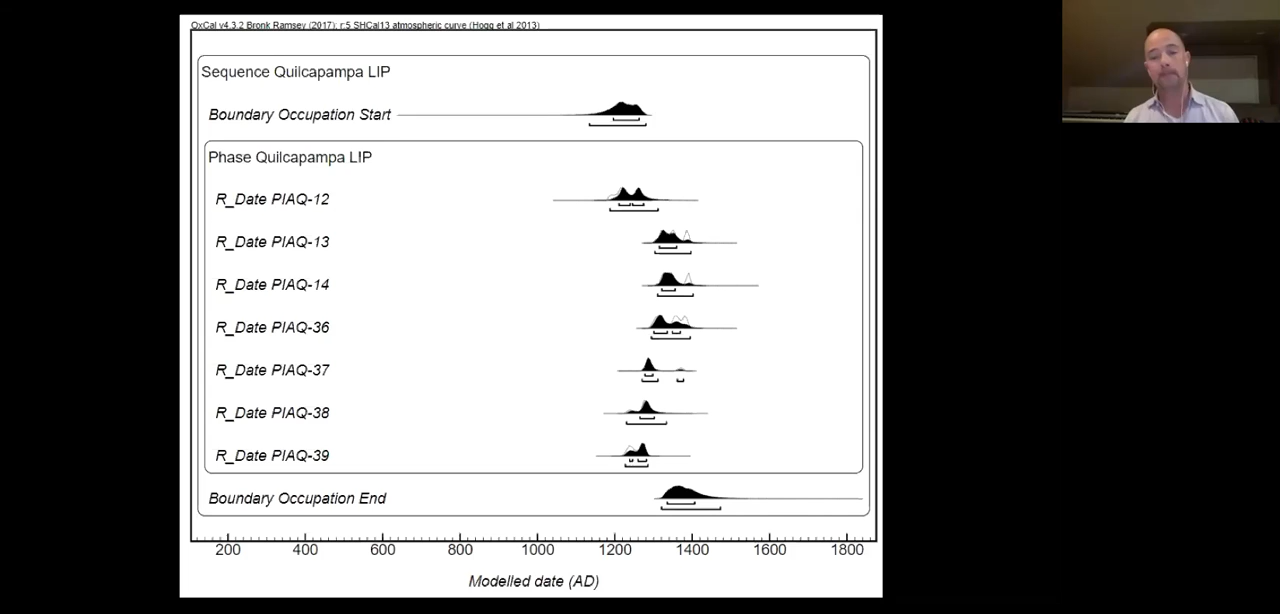 OxCal v4.3.2 Bronk Ramsey (2017); r:5 SHCal13 atmospheric curve (Hogg et al 2013)
Sequence Quilcapampa LIP
Boundary Occupation Start
Phase Quilcapampa LIP
R_Date PIAQ-12
R_Date PIAQ-13
R_Date PIAQ-14
R_Date PIAQ-36
R_Date PIAQ-37
R_Date PIAQ-38
R_Date PIAQ-39
Boundary Occupation End
200 400 600 800 1000 1200 1400 1600 1800
Modelled date (AD)